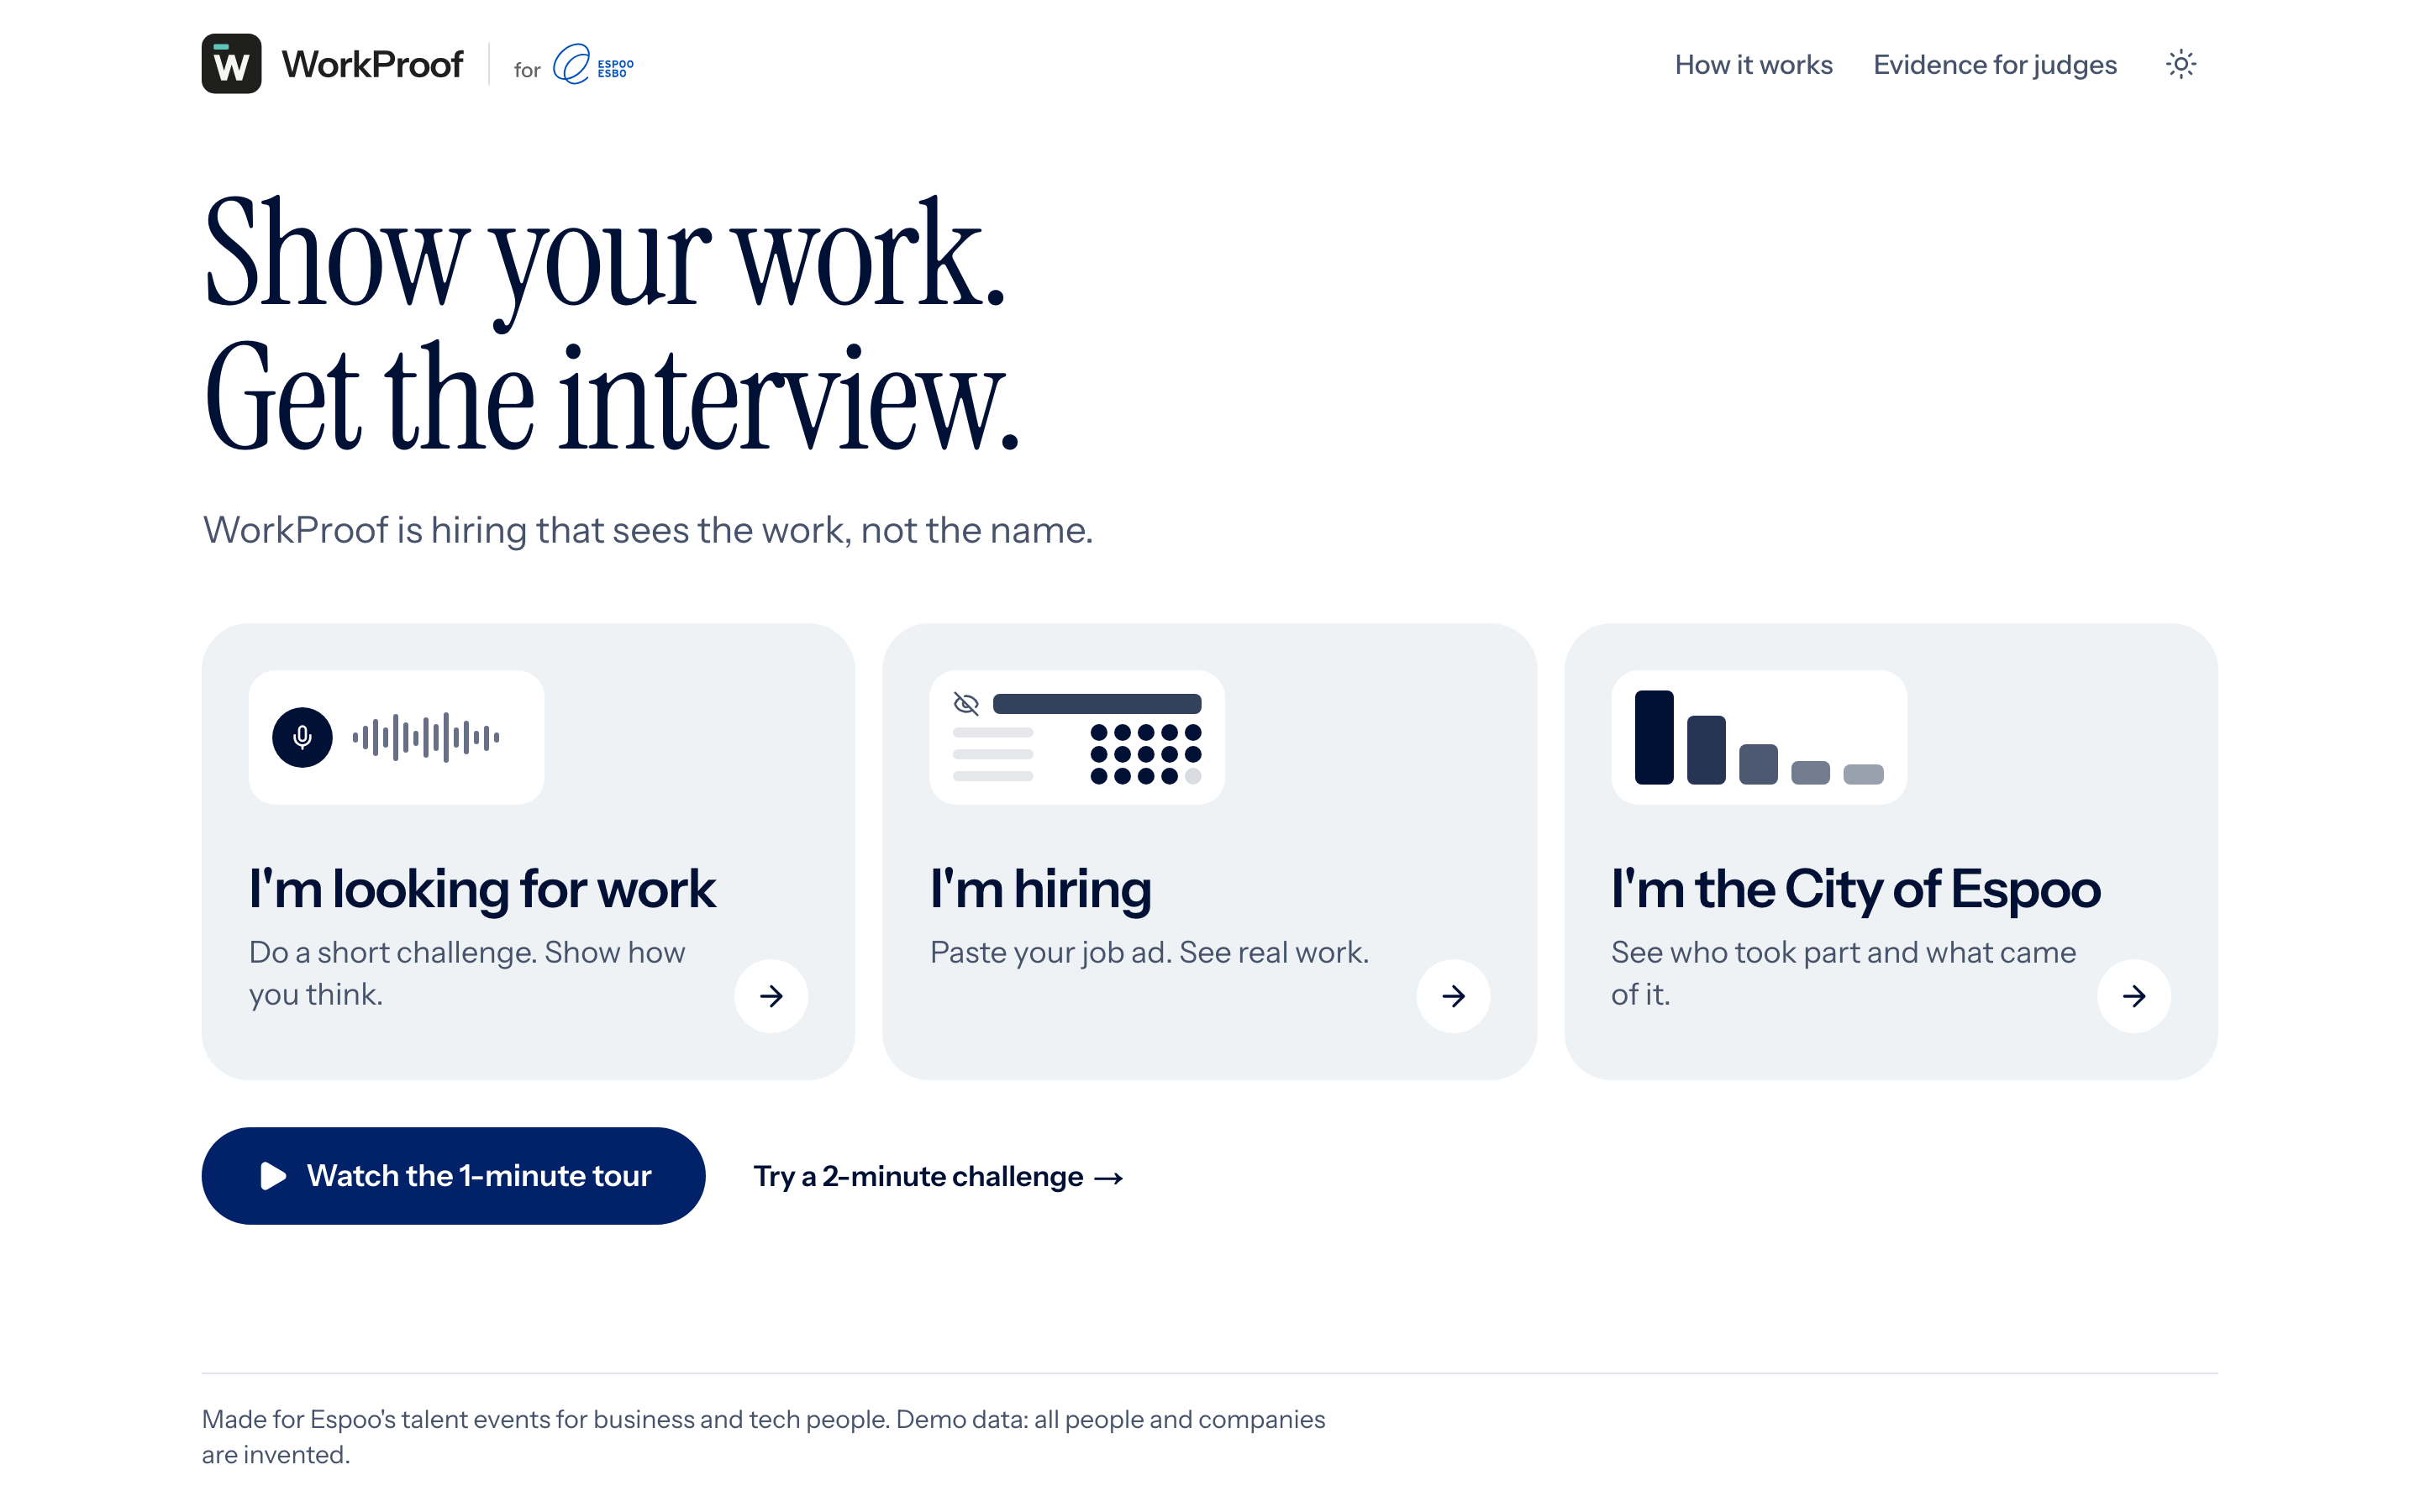 W WorkProof for ESPOO ESBO
How it works Evidence for judges
Show your work.
Get the interview.
WorkProof is hiring that sees the work, not the name.
I'm looking for work
Do a short challenge. Show how
you think.
I'm hiring
Paste your job ad. See real work.
I'm the City of Espoo
See who took part and what came
of it.
Watch the 1-minute tour
Try a 2-minute challenge →
Made for Espoo's talent events for business and tech people. Demo data: all people and companies
are invented.